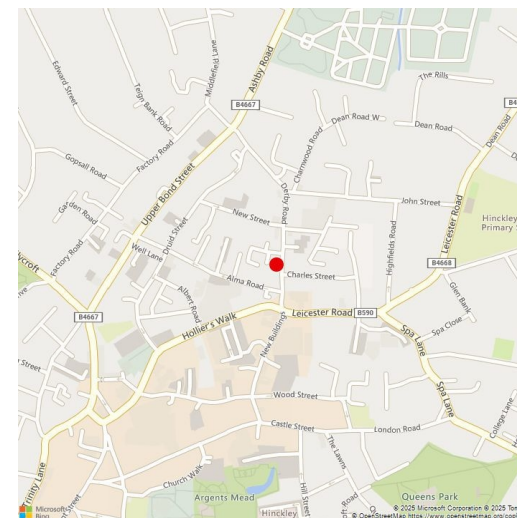 Edward Street
Teign Bank Road
Middlefield Lane
Ashby Road
The Rills
B4667
Dean Road W
Dean Road
Dean Road
Factory Road
Gopsall Road
Charnwood Road
Upper Bond Street
Derby Road
John Street
Garden Road
New Street
Leicester Road
Hinckley
Primary
Druid Street
Well Lane
Highfields Road
Factory Road
Charles Street
B4668
Alma Road
Albert Road
Glen Bank
B4667
Hollier's Walk
New Buildings
Leicester Road
B590
Spa Lane
Spa Close
Street
Wood Street
Spa Lane
Castle Street
London Road
College Lane
Trinity Lane
Church Walk
The Lawns
Argents Mead
Hill Street
Queens Park
Hinckley
Microsoft
Bing
© 2025 Microsoft Corporation © 2025 Tom
© OpenStreetMap https://www.openstreetmap.org/cop